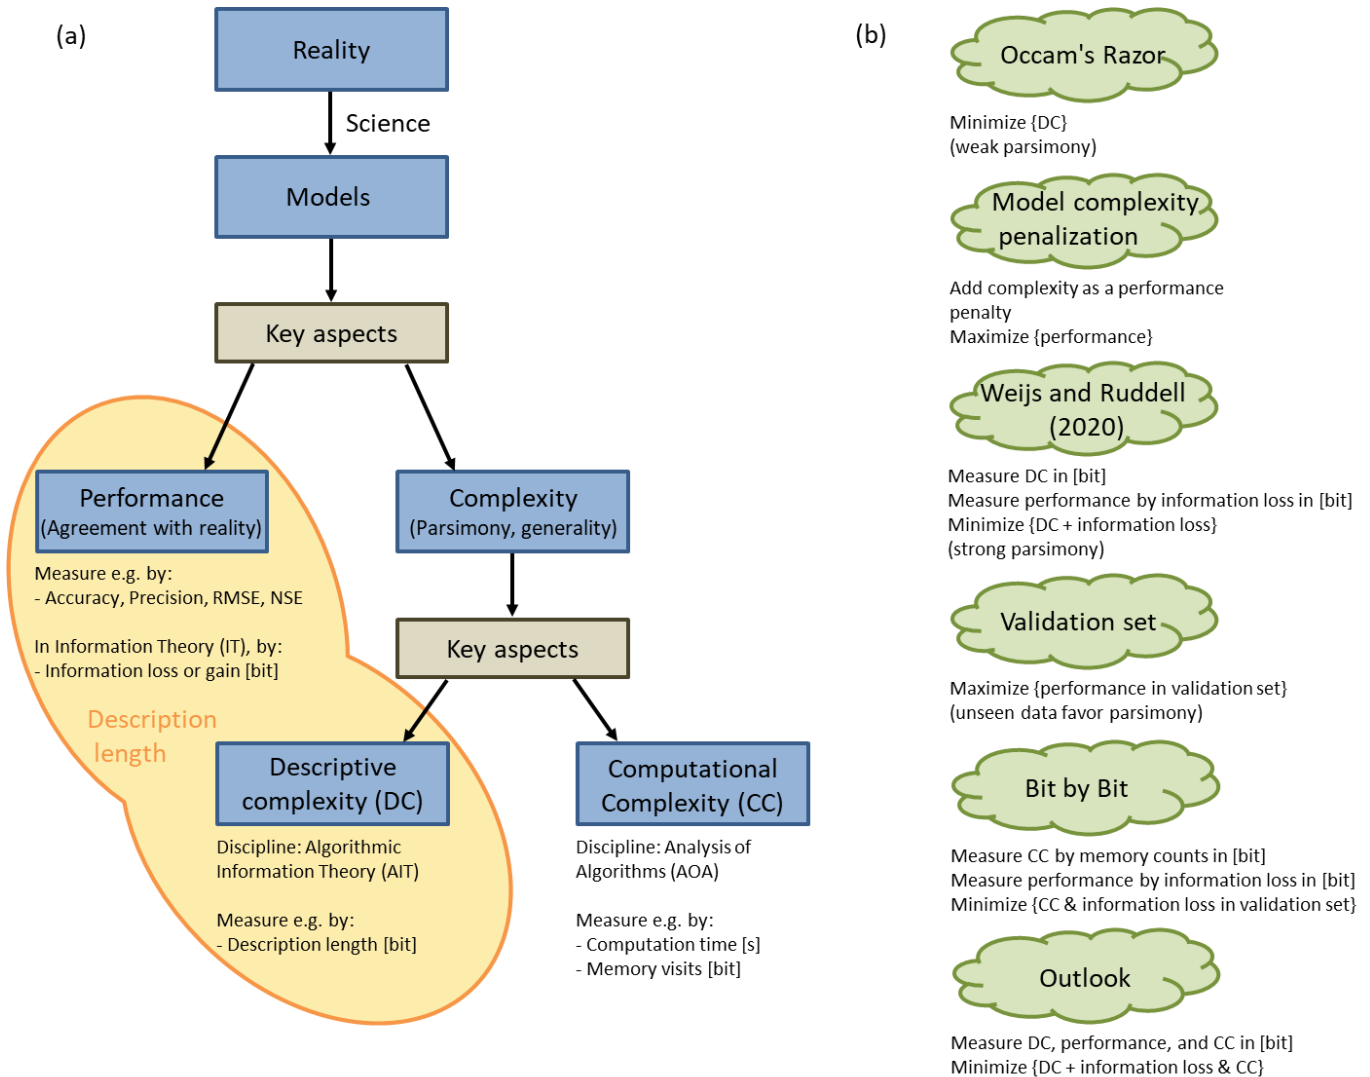 (a)
Reality
Science
Models
Key aspects
Performance
(Agreement with reality)
Measure e.g. by:
- Accuracy, Precision, RMSE, NSE
In Information Theory (IT), by:
- Information loss or gain [bit]
Complexity
(Parsimony, generality)
Key aspects
Description
length
Descriptive
complexity (DC)
Discipline: Algorithmic
Information Theory (AIT)
Measure e.g. by:
- Description length [bit]
Computational
Complexity (CC)
Discipline: Analysis of
Algorithms (AOA)
Measure e.g. by:
- Computation time [s]
- Memory visits [bit]
(b)
Occam's Razor
Minimize {DC}
(weak parsimony)
Model complexity
penalization
Add complexity as a performance
penalty
Maximize {performance}
Weijs and Ruddell
(2020)
Measure DC in [bit]
Measure performance by information loss in [bit]
Minimize {DC + information loss}
(strong parsimony)
Validation set
Maximize {performance in validation set}
(unseen data favor parsimony)
Bit by Bit
Measure CC by memory counts in [bit]
Measure performance by information loss in [bit]
Minimize {CC & information loss in validation set}
Outlook
Measure DC, performance, and CC in [bit]
Minimize {DC + information loss & CC}